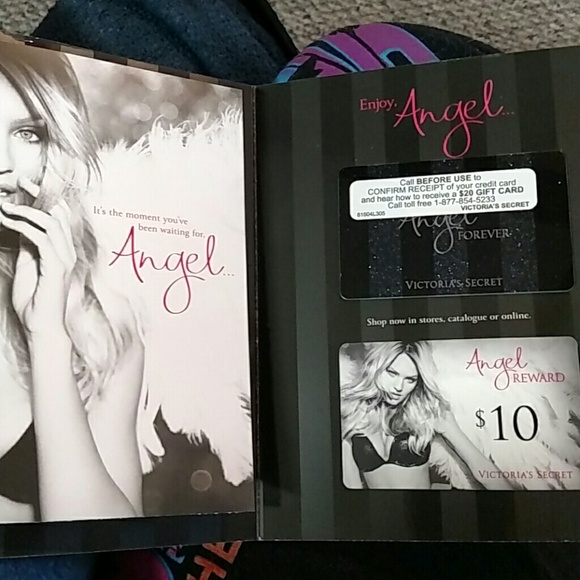 It's the moment you've
been waiting for,
Angel...
Enjoy,
Angel...
Call BEFORE USE to
CONFIRM RECEIPT of your credit card
and hear how to receive a $20 GIFT CARD
Call toll free 1-877-854-5233
81604L305 VICTORIA'S SECRET
Angel
FOREVER
VICTORIA'S SECRET
Shop now in stores, catalogue or online.
Angel
REWARD
$10
VICTORIA'S SECRET